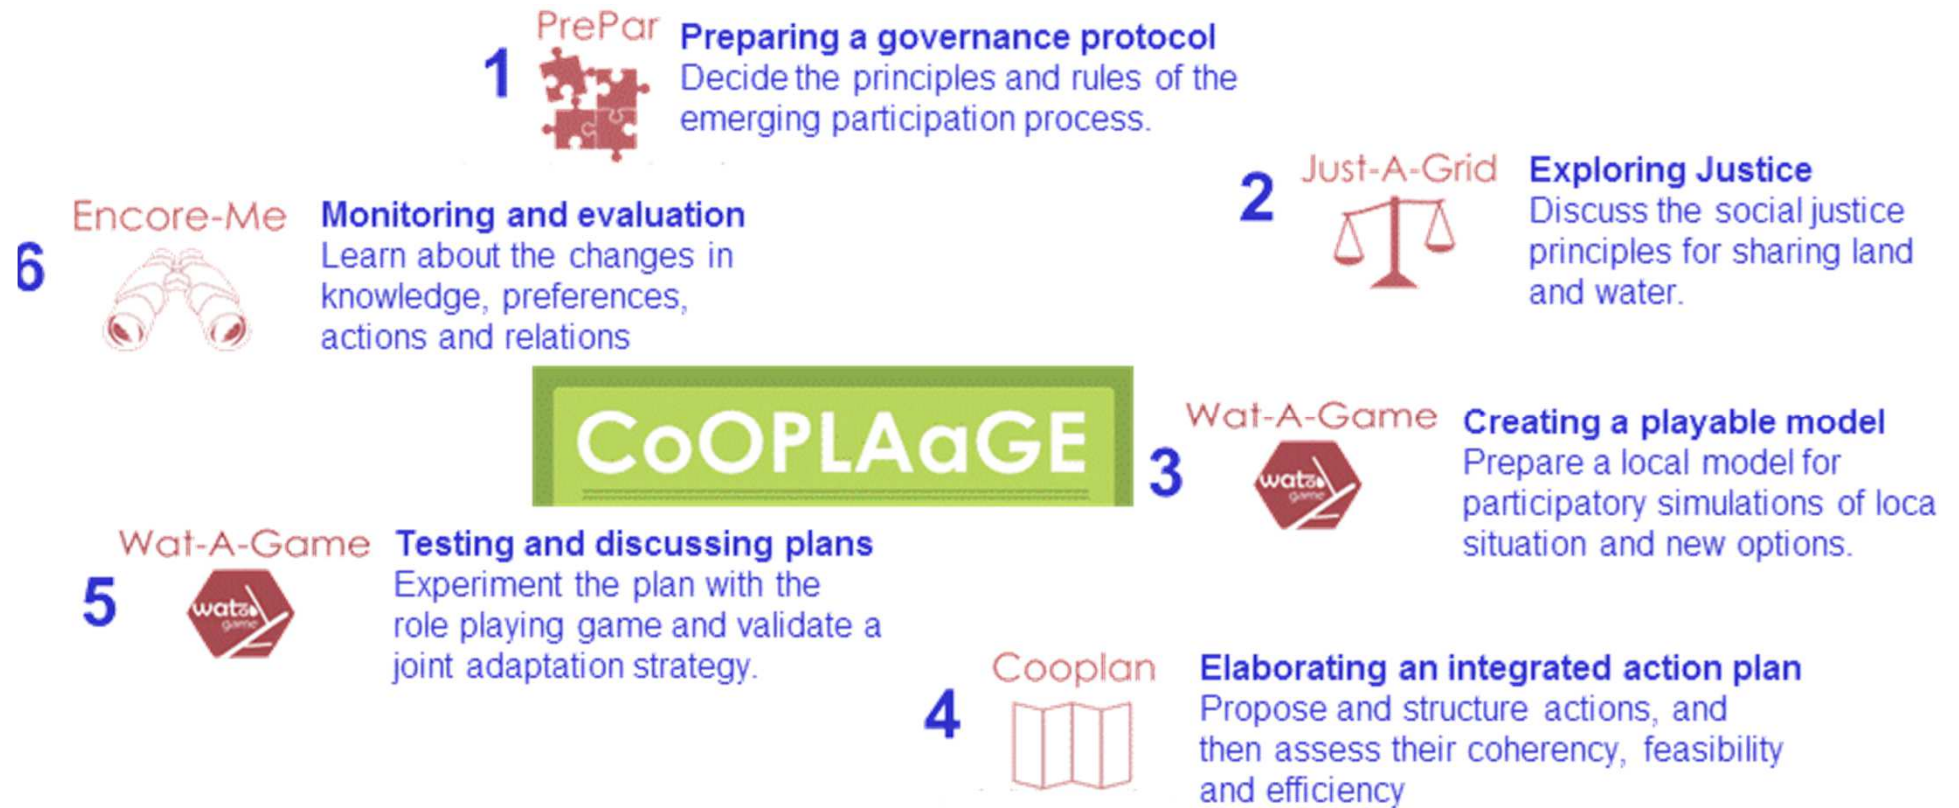 PrePar
1
Preparing a governance protocol
Decide the principles and rules of the
emerging participation process.
Just-A-Grid
2
Exploring Justice
Discuss the social justice
principles for sharing land
and water.
Encore-Me
6
Monitoring and evaluation
Learn about the changes in
knowledge, preferences,
actions and relations
CoOPLAaGE
Wat-A-Game
3
wata
game
Creating a playable model
Prepare a local model for
participatory simulations of loca
situation and new options.
Wat-A-Game
5
wata
game
Testing and discussing plans
Experiment the plan with the
role playing game and validate a
joint adaptation strategy.
Cooplan
4
Elaborating an integrated action plan
Propose and structure actions, and
then assess their coherency, feasibility
and efficiency